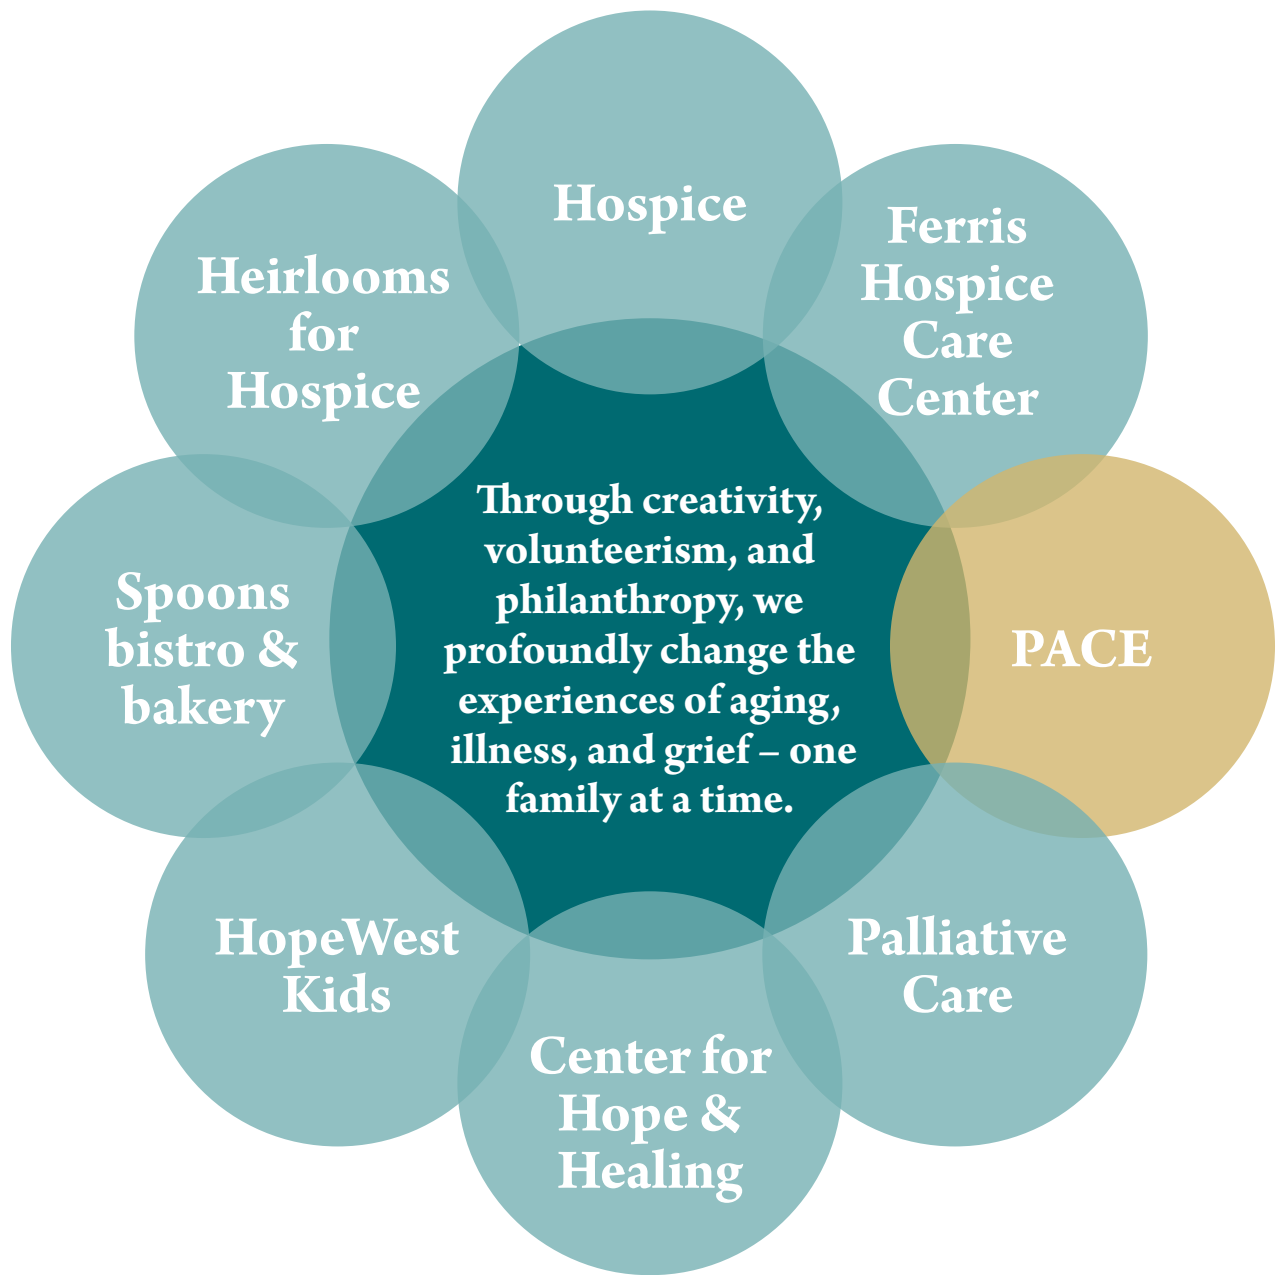 Hospice
Ferris
Hospice
Care
Center
PACE
Palliative
Care
Center for
Hope &
Healing
HopeWest
Kids
Spoons
bistro &
bakery
Heirlooms
for
Hospice
Through creativity,
volunteerism, and
philanthropy, we
profoundly change the
experiences of aging,
illness, and grief – one
family at a time.